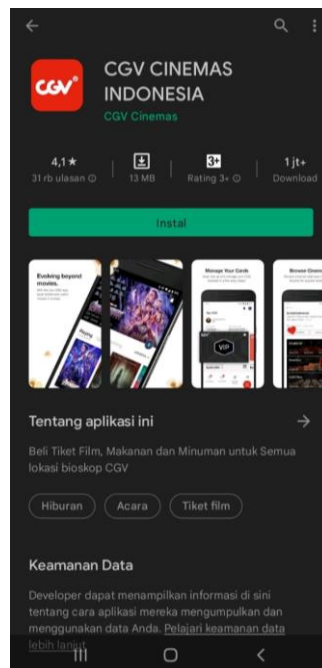 CGV
CGV CINEMAS
INDONESIA
CGV Cinemas
4,1★
31 rb ulasan
13 MB
3+
Rating 3+
1 jt+
Download
Instal
Evolving beyond
movies.
Manage Your Cards
VIP
Browse
Tentang aplikasi ini
Beli Tiket Film, Makanan dan Minuman untuk Semua
lokasi bioskop CGV
Hiburan
Acara
Tiket film
Keamanan Data
Developer dapat menampilkan informasi di sini
tentang cara aplikasi mereka mengumpulkan dan
menggunakan data Anda. Pelajari keamanan data
lebih lanjut